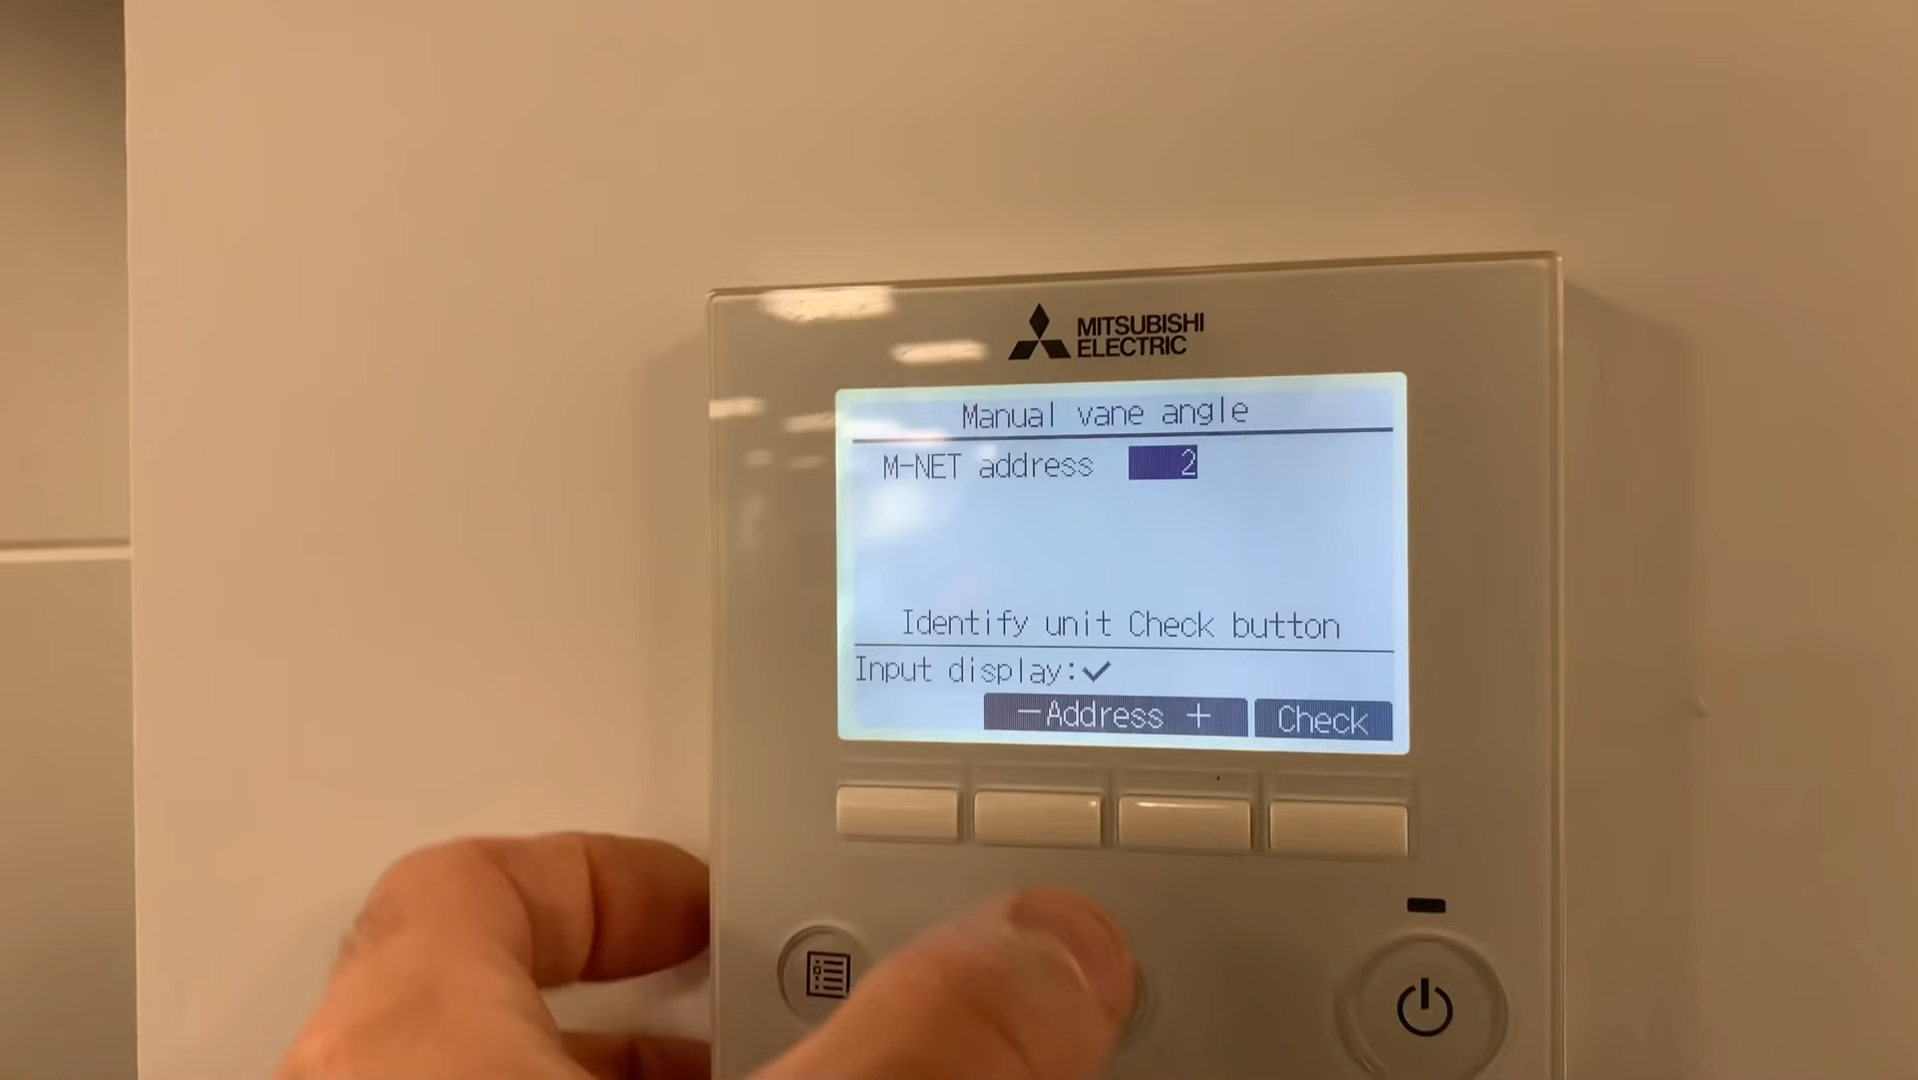 MITSUBISHI
ELECTRIC
Manual vane angle
M-NET address 2
Identify unit Check button
Input display:✓
－Address ＋ Check